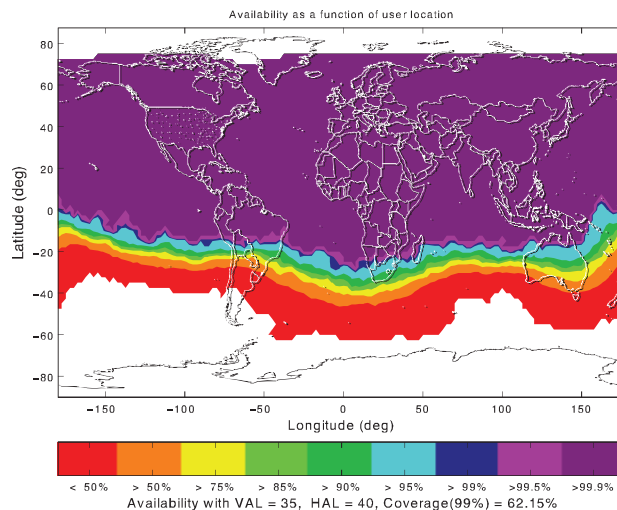 Availability as a function of user location
Latitude (deg)
80
60
40
20
0
−20
−40
−60
−80
−150 −100 −50 0 50 100 150
Longitude (deg)
< 50% > 50% > 75% > 85% > 90% > 95% > 99% >99.5% >99.9%
Availability with VAL = 35, HAL = 40, Coverage(99%) = 62.15%